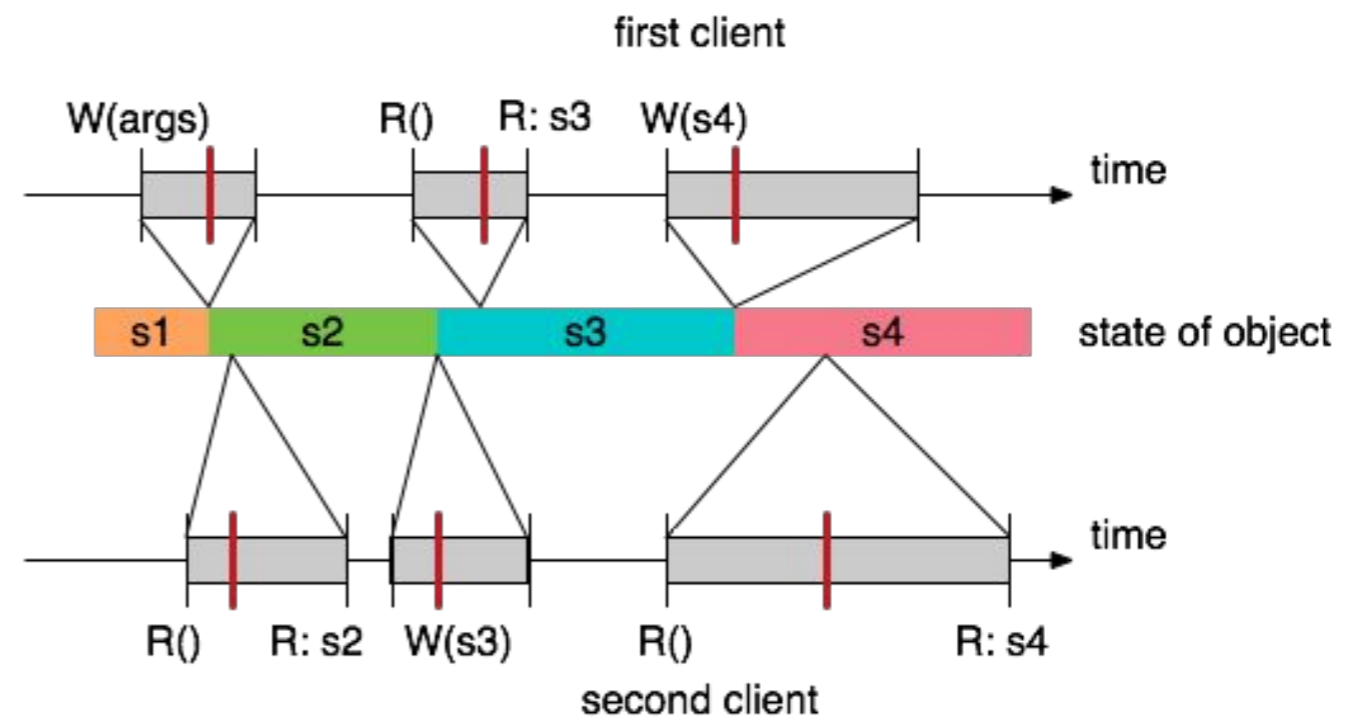 first client
W(args) R() R: s3 W(s4)
time
s1 s2 s3 s4 state of object
time
R() R: s2 W(s3) R() R: s4
second client